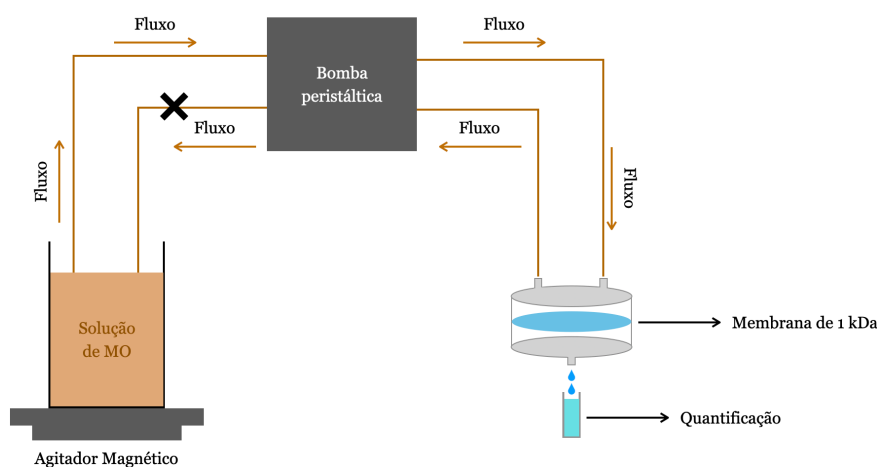 Fluxo
Fluxo
Bomba
peristáltica
Fluxo
Fluxo
Fluxo
Fluxo
Solução
de MO
Membrana de 1 kDa
Quantificação
Agitador Magnético